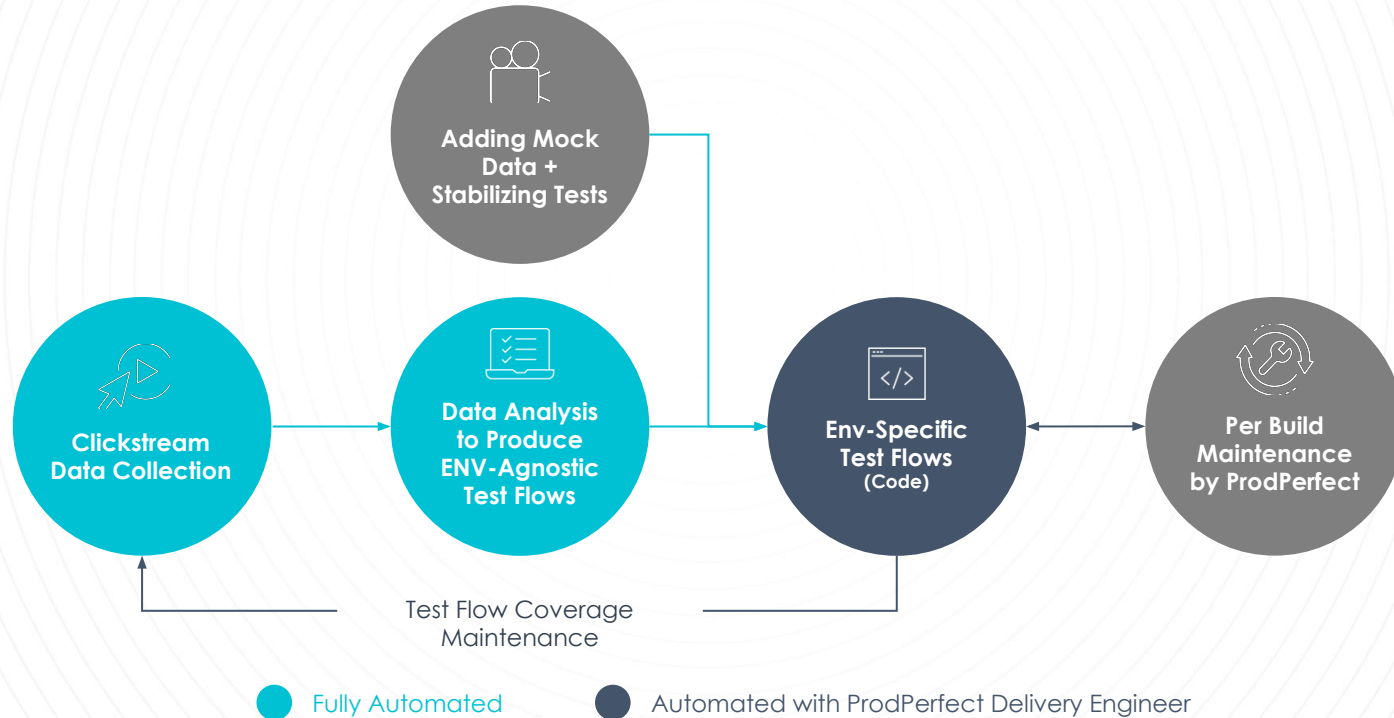 Adding Mock
Data +
Stabilizing Tests
Clickstream
Data Collection
Data Analysis
to Produce
ENV-Agnostic
Test Flows
</>
Env-Specific
Test Flows
(Code)
Per Build
Maintenance
by ProdPerfect
Test Flow Coverage
Maintenance
Fully Automated
Automated with ProdPerfect Delivery Engineer